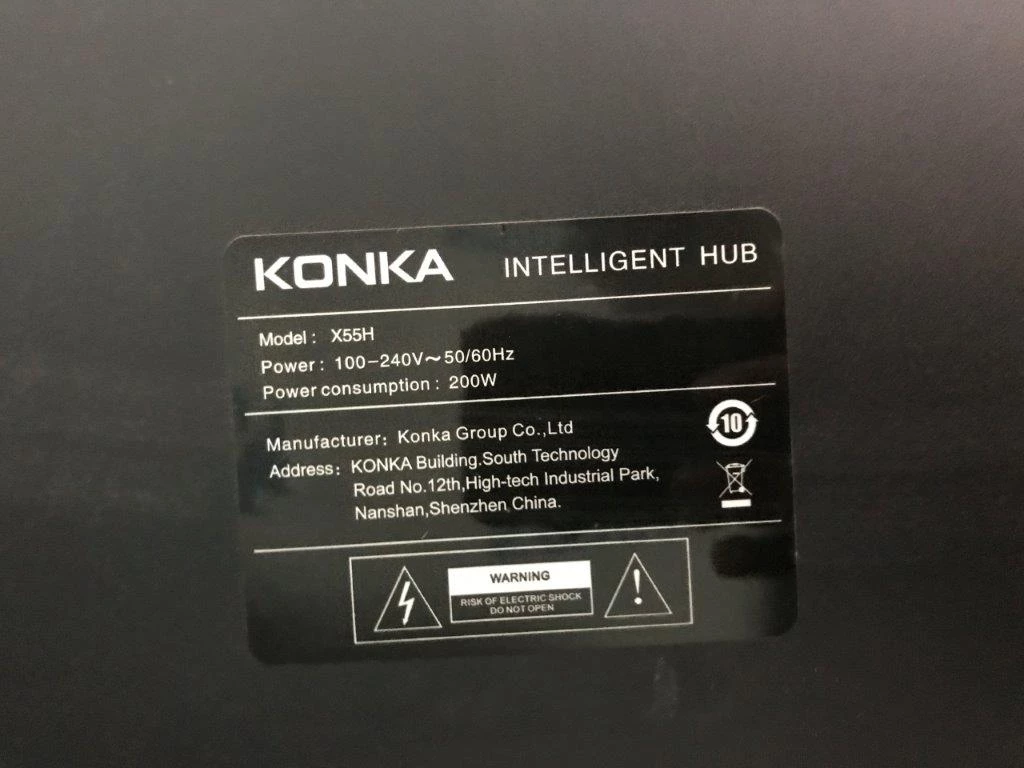 KONKA INTELLIGENT HUB
Model: X55H
Power: 100-240V～50/60Hz
Power consumption: 200W
Manufacturer: Konka Group Co.,Ltd
Address: KONKA Building.South Technology
Road No.12th,High-tech Industrial Park,
Nanshan,Shenzhen,China.
10
WARNING
RISK OF ELECTRIC SHOCK
DO NOT OPEN